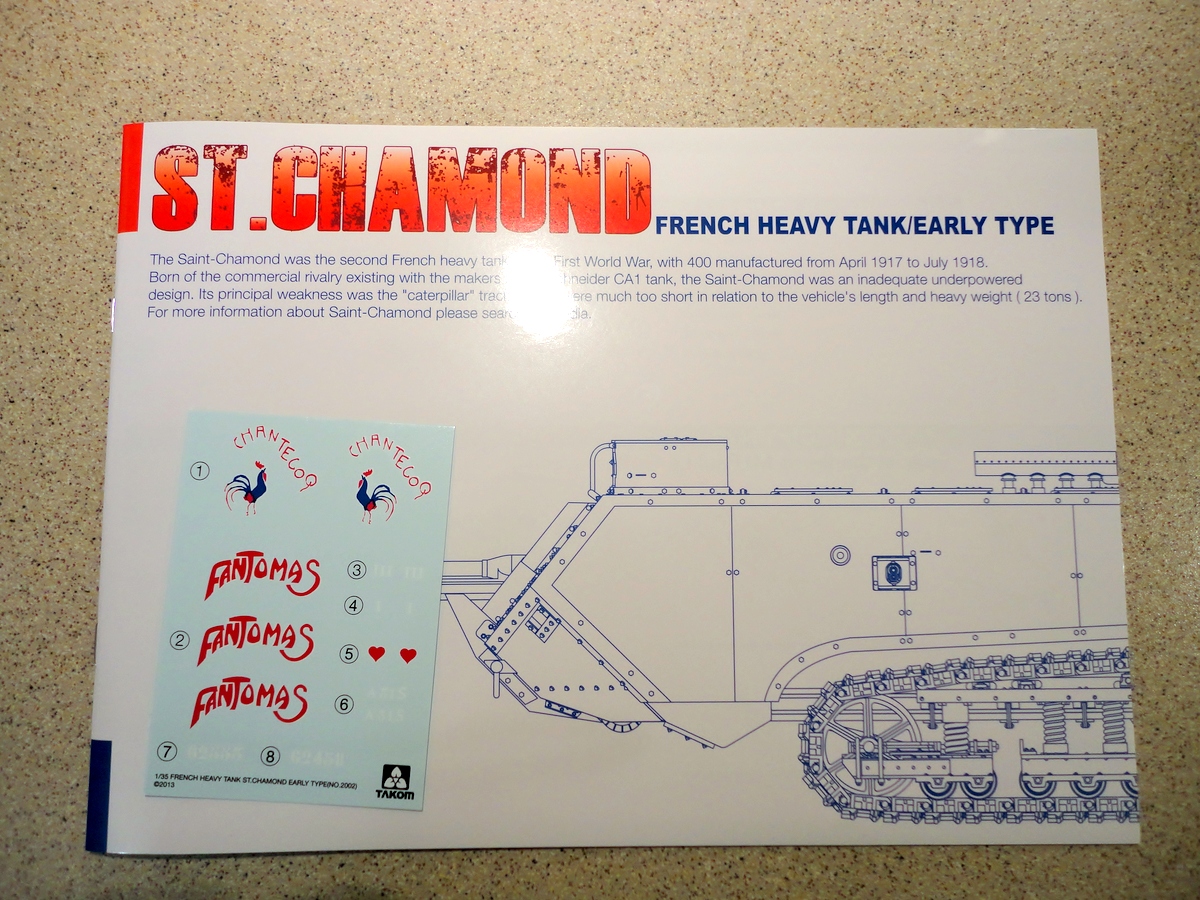 ST.CHAMOND
FRENCH HEAVY TANK/EARLY TYPE
The Saint-Chamond was the second French heavy tank First World War, with 400 manufactured from April 1917 to July 1918.
Born of the commercial rivalry existing with the makers CA1 tank, the Saint-Chamond was an inadequate underpowered
design. Its principal weakness was the "caterpillar" much too short in relation to the vehicle's length and heavy weight ( 23 tons ).
For more information about Saint-Chamond please
CHANTECOQ CHANTECOQ
1
FANTOMAS
3
4
2 FANTOMAS
5
FANTOMAS
6
7 8
1/35 FRENCH HEAVY TANK ST.CHAMOND EARLY TYPE(NO.2002)
©2013
TAKOM